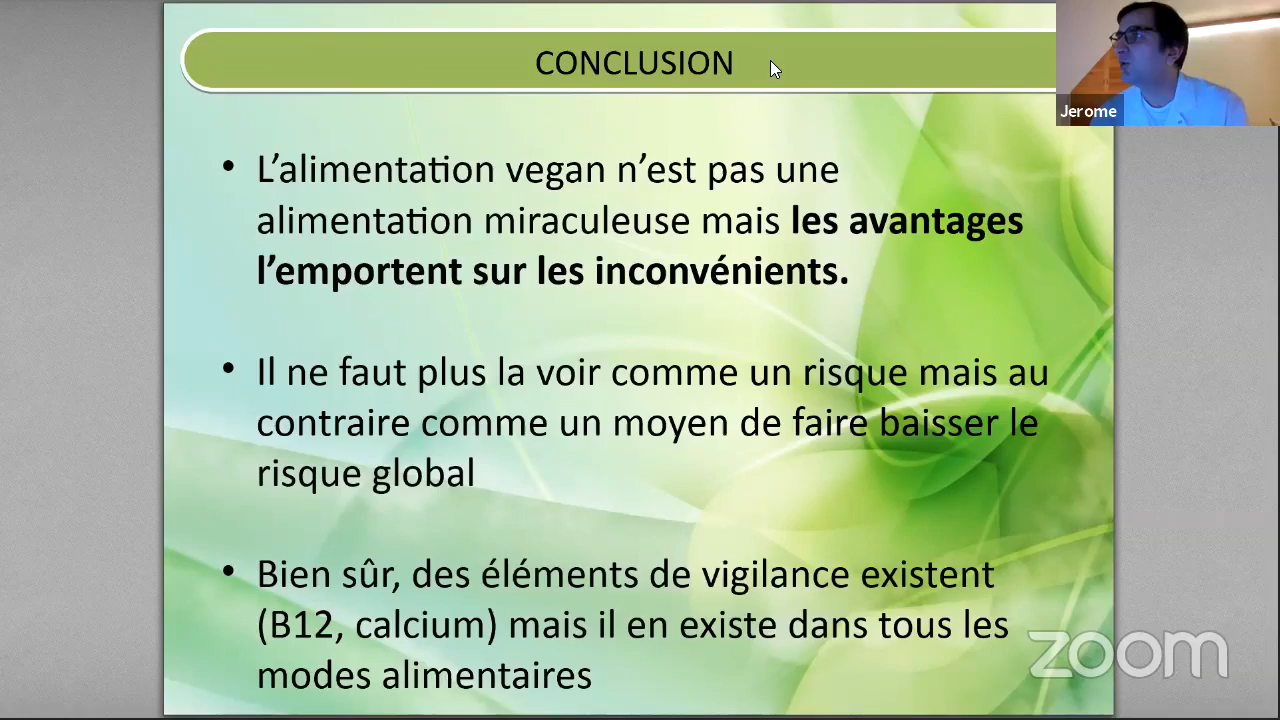 CONCLUSION
Jerome
• L’alimentation vegan n’est pas une
alimentation miraculeuse mais les avantages
l’emportent sur les inconvénients.
• Il ne faut plus la voir comme un risque mais au
contraire comme un moyen de faire baisser le
risque global
• Bien sûr, des éléments de vigilance existent
(B12, calcium) mais il en existe dans tous les
modes alimentaires
zoom